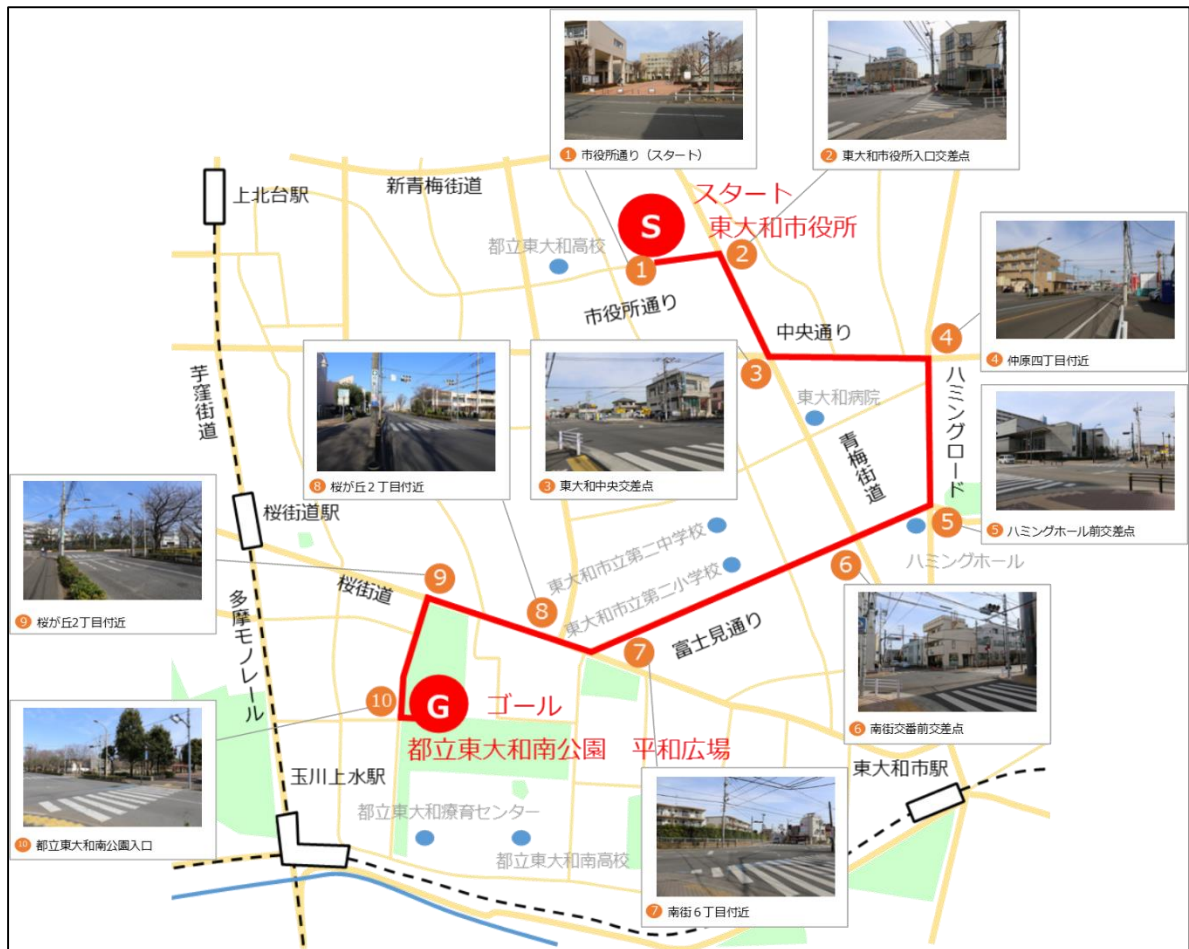 ① 市役所通り（スタート）
② 東大和市役所入口交差点
上北台駅
新青梅街道
都立東大和高校
S
スタート
東大和市役所
1
2
市役所通り
中央通り
3
4
④ 仲原四丁目付近
芋窪街道
⑧ 桜が丘２丁目付近
③ 東大和中央交差点
東大和病院
青梅街道
ハミングロード
5
⑤ ハミングホール前交差点
ハミングホール
桜街道駅
⑨ 桜が丘2丁目付近
桜街道
9
8
東大和市立第二中学校
東大和市立第二小学校
7
富士見通り
6
⑥ 南街交番前交差点
多摩モノレール
10
G
ゴール
都立東大和南公園　平和広場
⑩ 都立東大和南公園入口
玉川上水駅
都立東大和療育センター
都立東大和南高校
⑦ 南街６丁目付近
東大和市駅